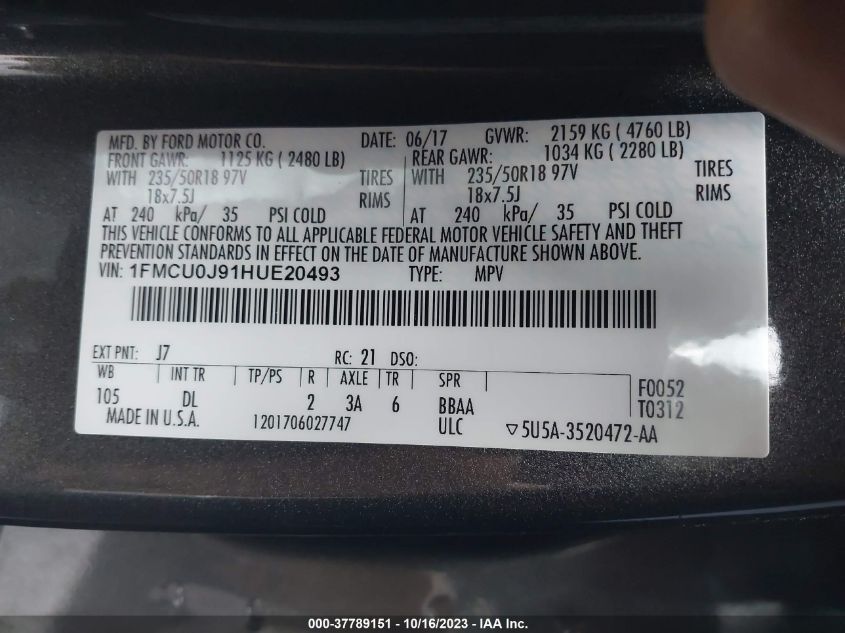 MFD. BY FORD MOTOR CO. DATE: 06/17 GVWR: 2159 KG ( 4760 LB)
FRONT GAWR: 1125 KG ( 2480 LB) REAR GAWR: 1034 KG ( 2280 LB)
WITH 235/50R18 97V TIRES WITH 235/50R18 97V TIRES
18x7.5J RIMS 18x7.5J RIMS
AT 240 kPa/ 35 PSI COLD AT 240 kPa/ 35 PSI COLD
THIS VEHICLE CONFORMS TO ALL APPLICABLE FEDERAL MOTOR VEHICLE SAFETY AND THEFT
PREVENTION STANDARDS IN EFFECT ON THE DATE OF MANUFACTURE SHOWN ABOVE.
VIN: 1FMCU0J91HUE20493 TYPE: MPV
EXT PNT: J7 RC: 21 DSO:
WB INT TR TP/PS R AXLE TR SPR F0052
105 DL 2 3A 6 BBAA T0312
MADE IN U.S.A. 1201706027747 ULC ▽5U5A-3520472-AA
000-37789151 - 10/16/2023 - IAA Inc.